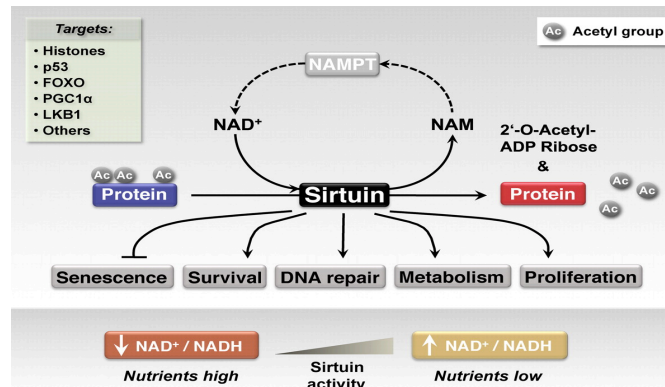 Targets:
• Histones
• p53
• FOXO
• PGC1α
• LKB1
• Others
Ac Acetyl group
NAMPT
NAD⁺
NAM
2‘-O-Acetyl-
ADP Ribose
&
Ac Ac Ac
Protein
Sirtuin
Protein
Ac
Ac
Ac
Senescence
Survival
DNA repair
Metabolism
Proliferation
NAD⁺ / NADH
NAD⁺ / NADH
Nutrients high
Sirtuin
activity
Nutrients low